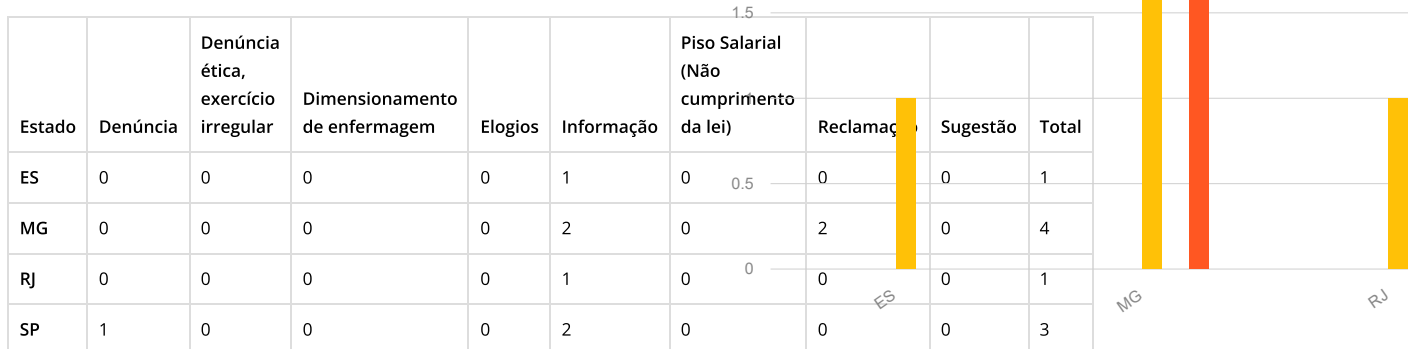 1.5
Denúncia
ética,
exercício
irregular
Piso Salarial
(Não
cumprimento
da lei)
Dimensionamento
de enfermagem
Estado Denúncia Elogios Informação Reclamação Sugestão Total
1
ES 0 0 0 0 1 0 0 0 1
0.5
MG 0 0 0 0 2 0 2 0 4
0
RJ 0 0 0 0 1 0 0 0 1
ES MG RJ
SP 1 0 0 0 2 0 0 0 3